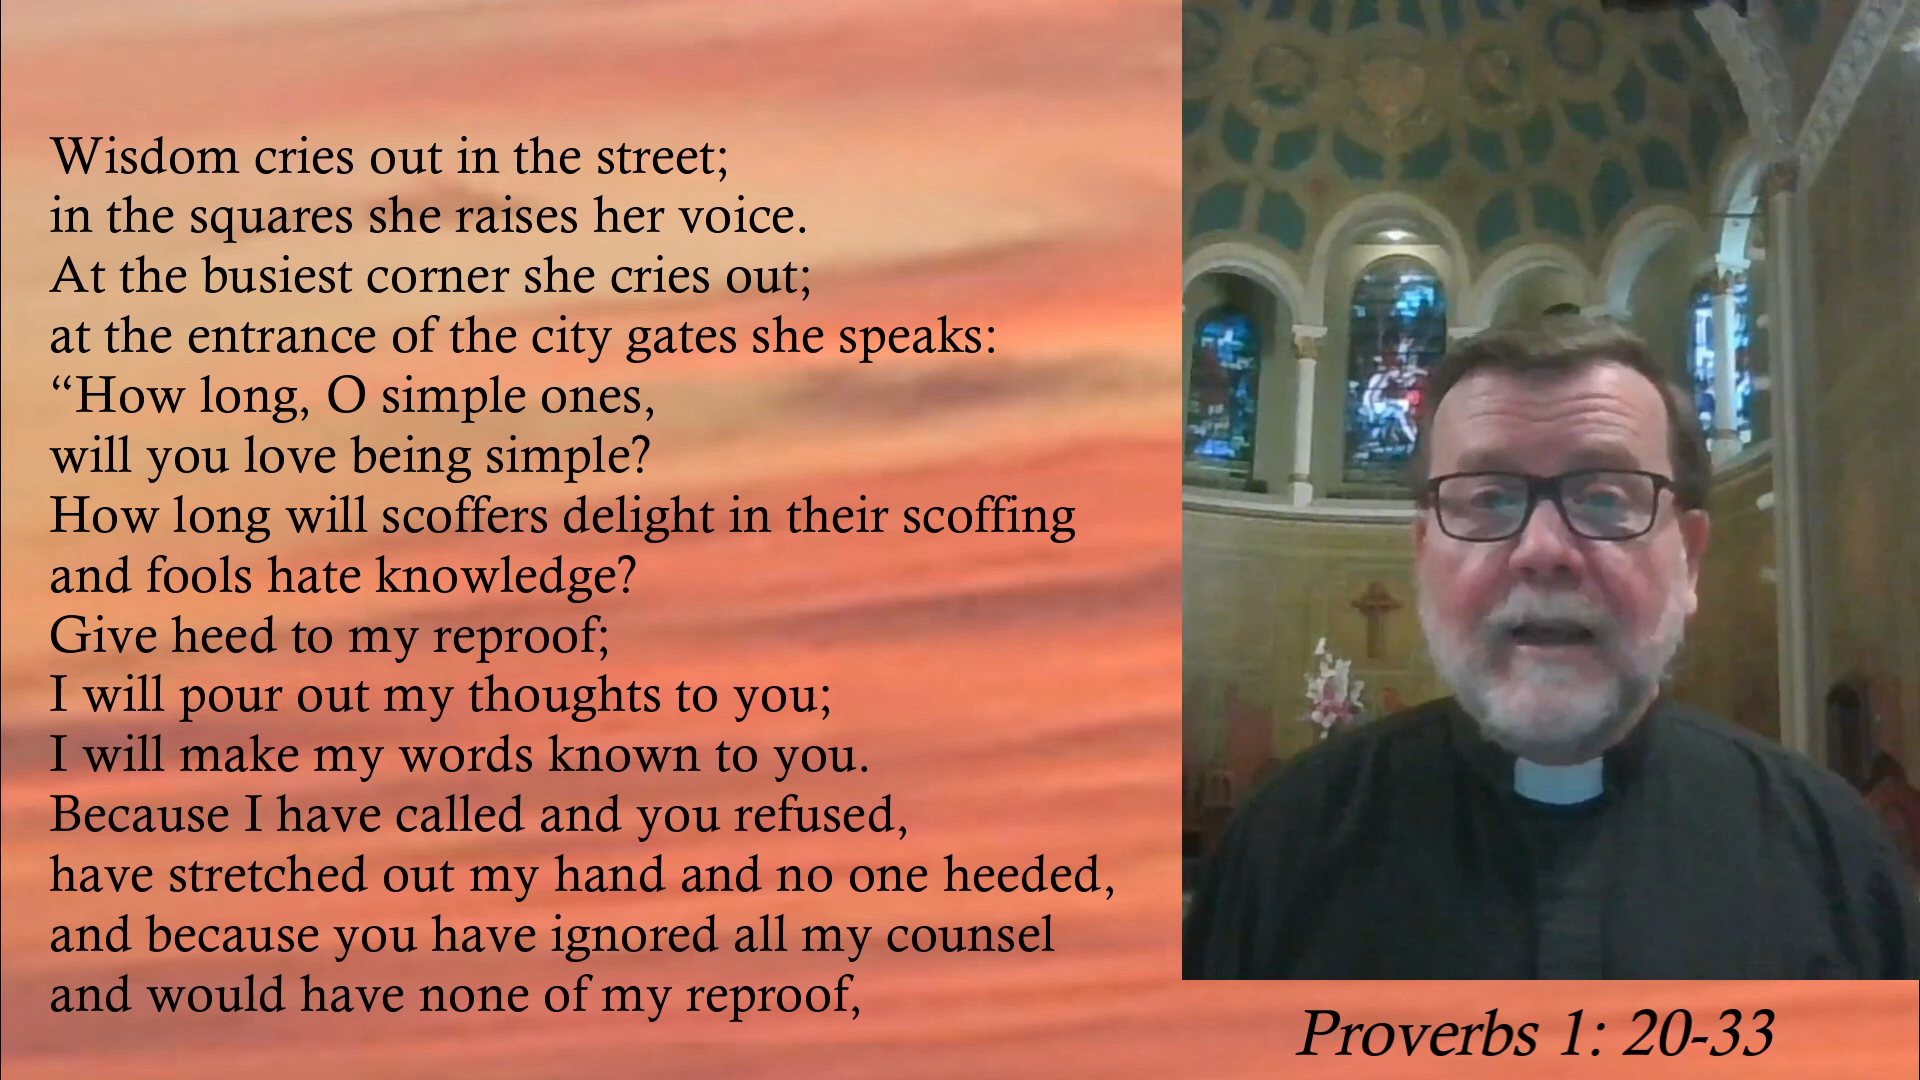 Wisdom cries out in the street;
in the squares she raises her voice.
At the busiest corner she cries out;
at the entrance of the city gates she speaks:
“How long, O simple ones,
will you love being simple?
How long will scoffers delight in their scoffing
and fools hate knowledge?
Give heed to my reproof;
I will pour out my thoughts to you;
I will make my words known to you.
Because I have called and you refused,
have stretched out my hand and no one heeded,
and because you have ignored all my counsel
and would have none of my reproof,
Proverbs 1: 20-33